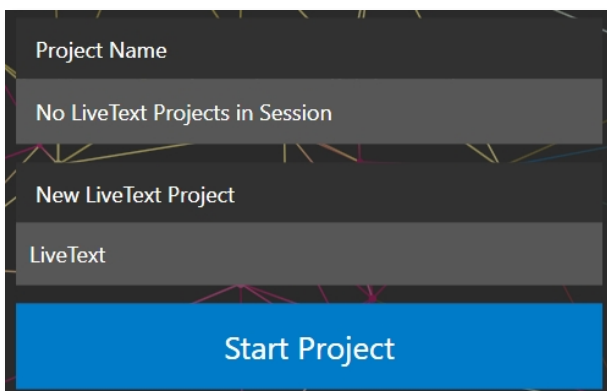 Project Name
No LiveText Projects in Session
New LiveText Project
LiveText
Start Project